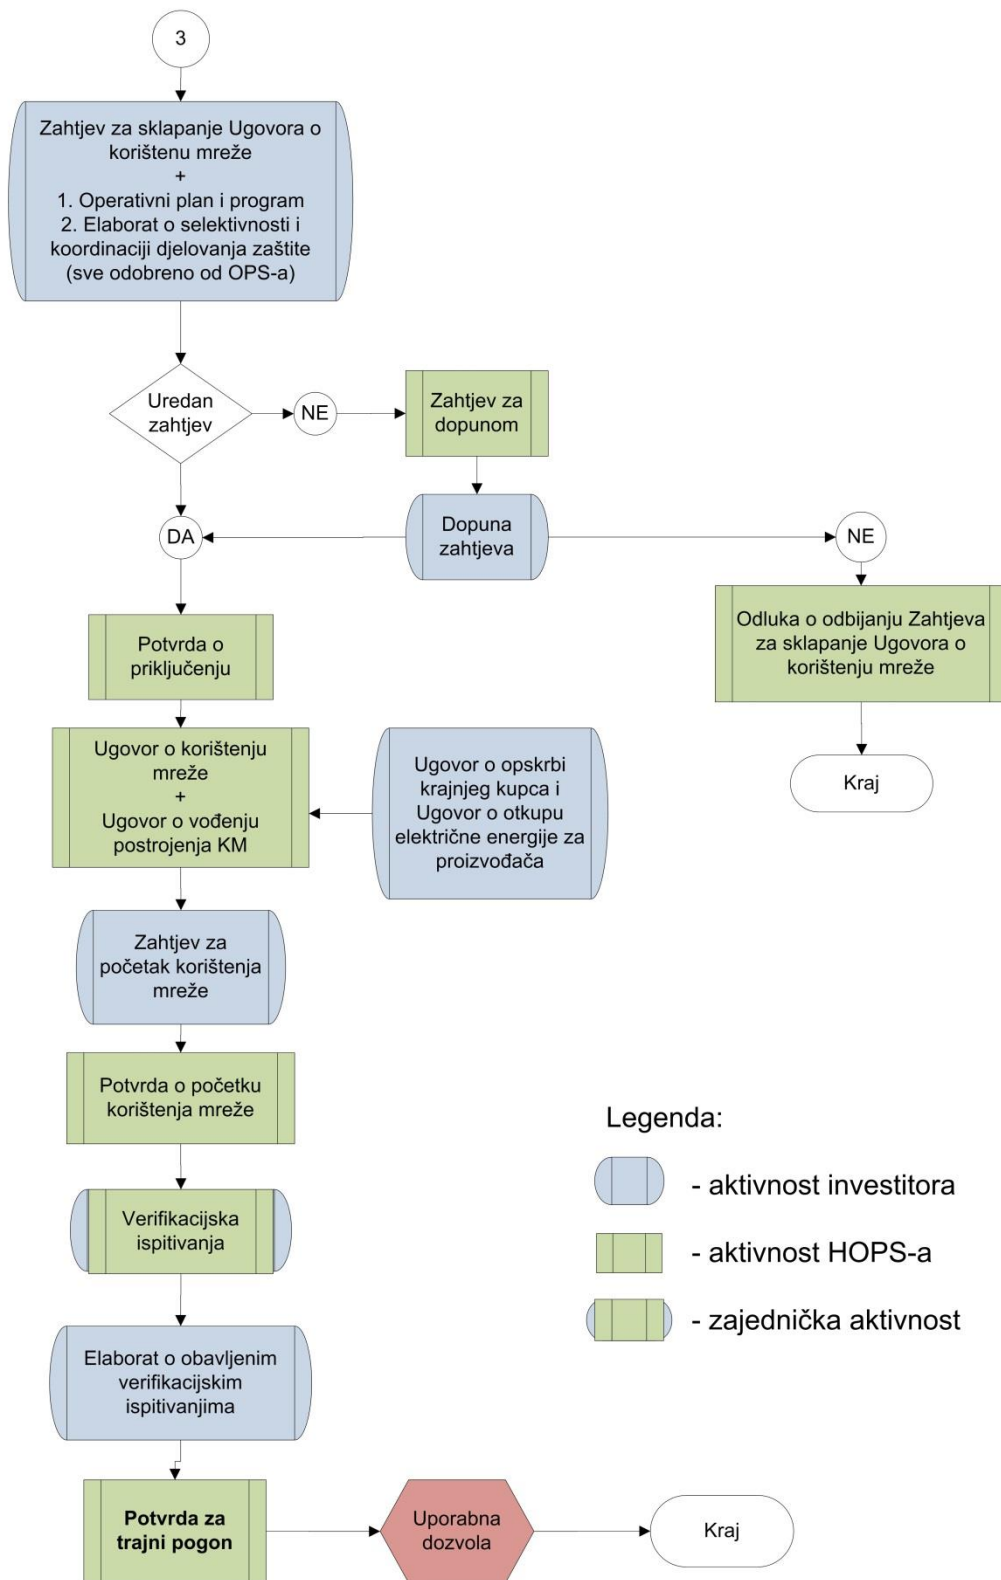 3
Zahtjev za sklapanje Ugovora o
korištenu mreže
+
1. Operativni plan i program
2. Elaborat o selektivnosti i
koordinaciji djelovanja zaštite
(sve odobreno od OPS-a)
Uredan
zahtjev
NE
Zahtjev za
dopunom
DA
Dopuna
zahtjeva
NE
Potvrda o
priključenju
Odluka o odbijanju Zahtjeva
za sklapanje Ugovora o
korištenju mreže
Ugovor o korištenju
mreže
+
Ugovor o vođenju
postrojenja KM
Ugovor o opskrbi
krajnjeg kupca i
Ugovor o otkupu
električne energije za
proizvođača
Kraj
Zahtjev za
početak korištenja
mreže
Potvrda o početku
korištenja mreže
Verifikacijska
ispitivanja
Elaborat o obavljenim
verifikacijskim
ispitivanjima
Legenda:
- aktivnost investitora
- aktivnost HOPS-a
- zajednička aktivnost
Potvrda za
trajni pogon
Uporabna
dozvola
Kraj